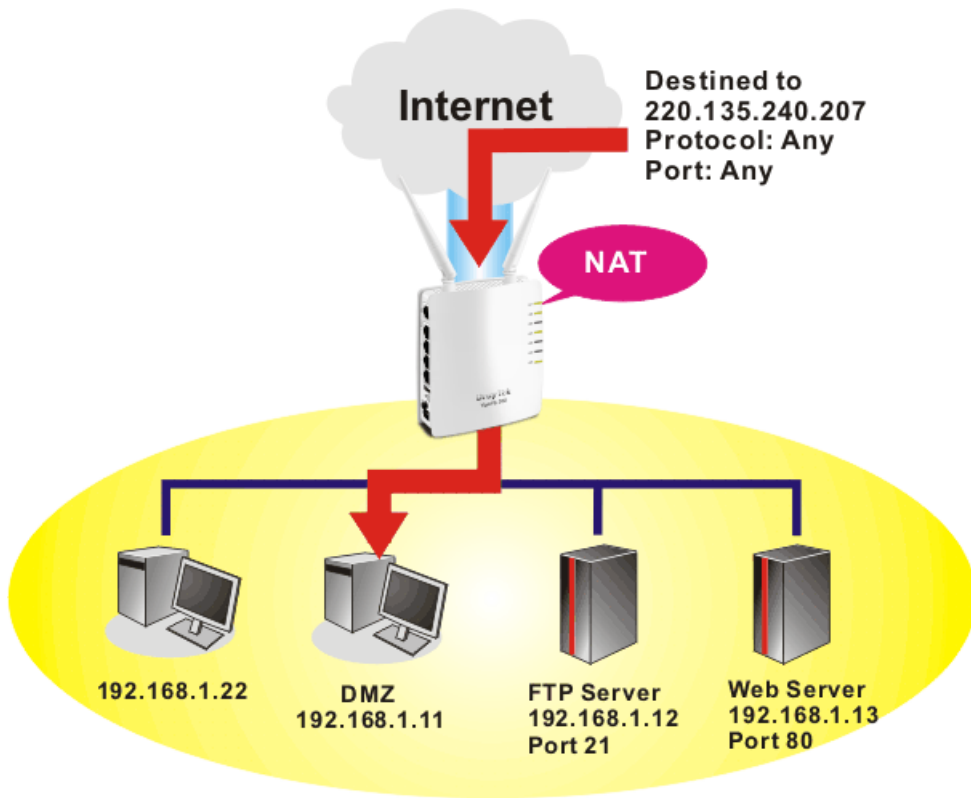 Internet
Destined to
220.135.240.207
Protocol: Any
Port: Any
NAT
192.168.1.22
DMZ
192.168.1.11
FTP Server
192.168.1.12
Port 21
Web Server
192.168.1.13
Port 80